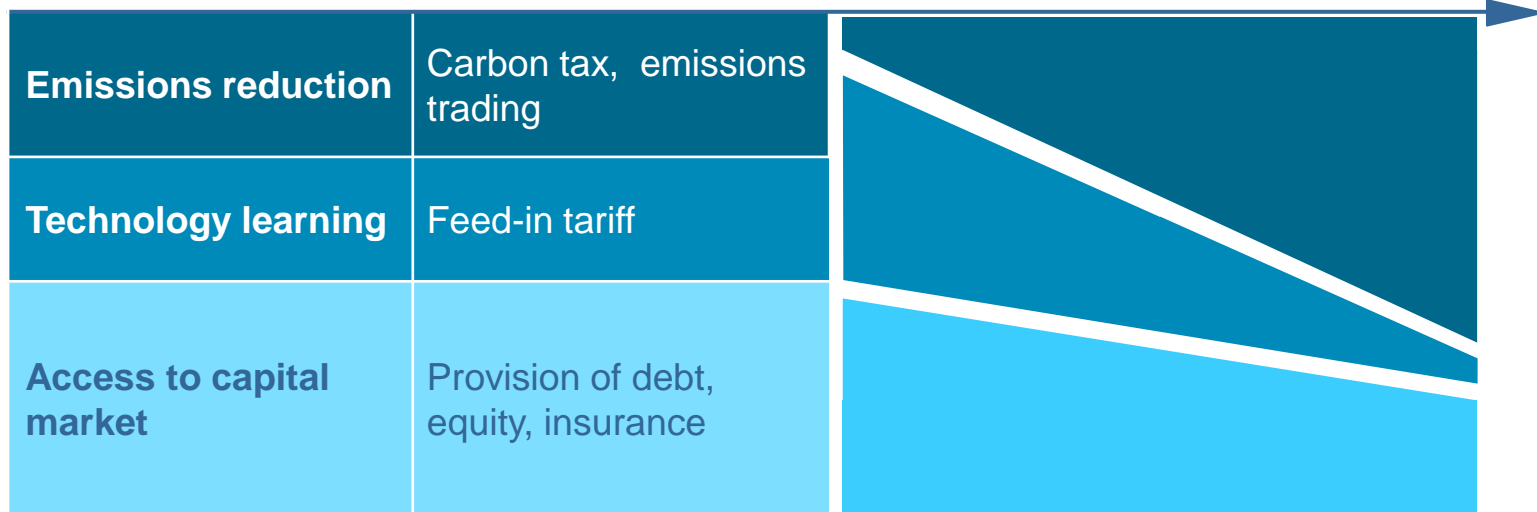 Emissions reduction
Carbon tax,  emissions
trading
Technology learning
Feed-in tariff
Access to capital
market
Provision of debt,
equity, insurance